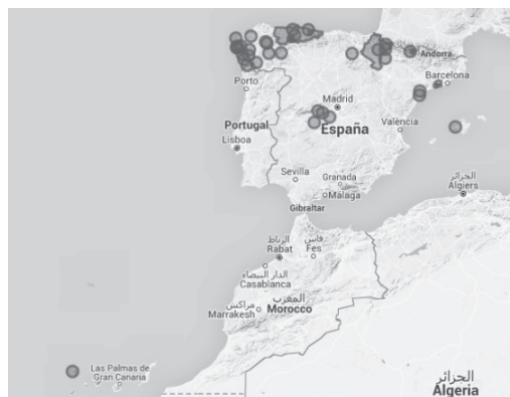 Andorra
Barcelona
Porto
Madrid
Portugal
España
València
Lisboa
Sevilla
Granada
الجزائر
Algiers
Málaga
Gibraltar
الرباط
Rabat
فاس
Fes
الدار البيضاء
Casablanca
مراكش
Marrakesh
المغرب
Morocco
Las Palmas de
Gran Canaria
الجزائر
Algeria